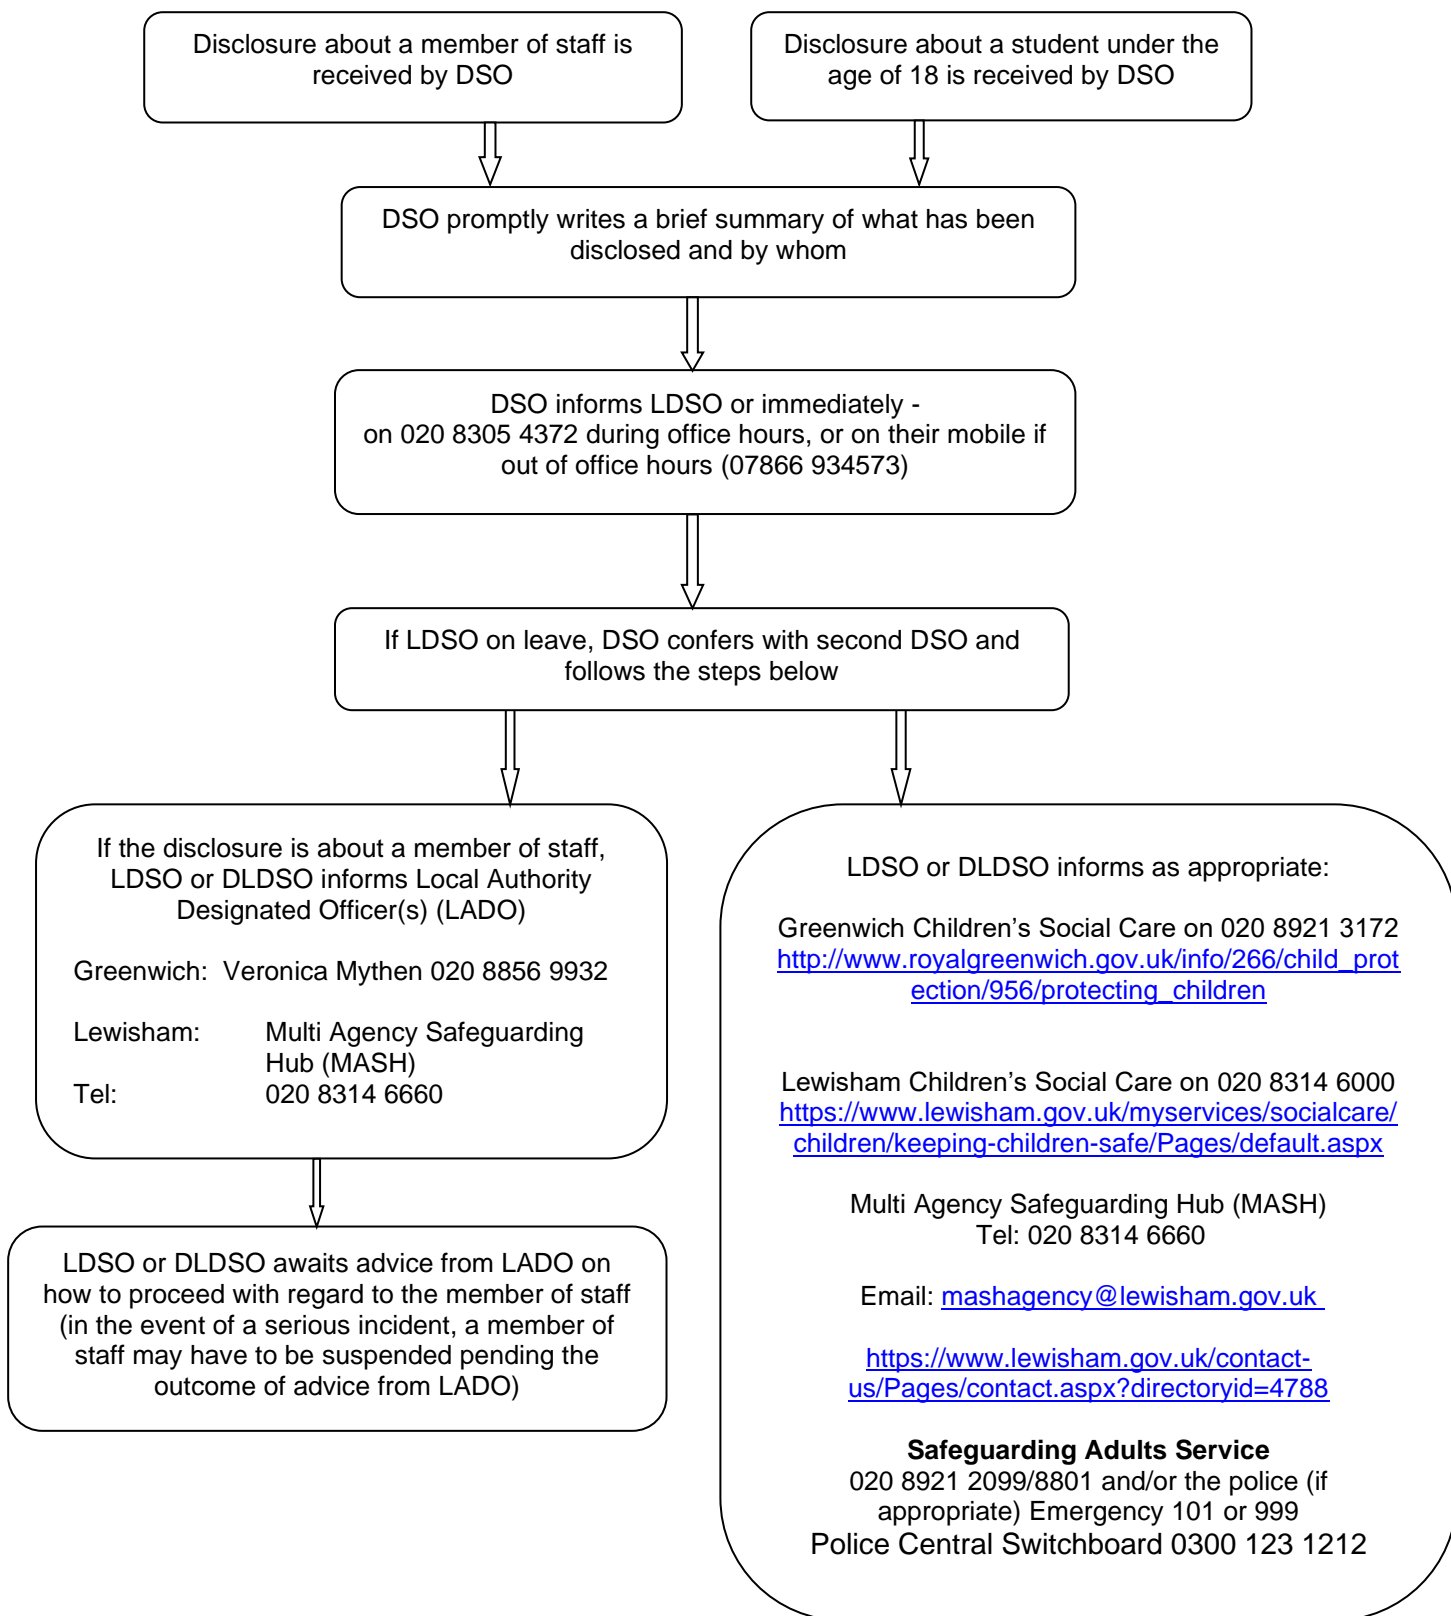 Disclosure about a member of staff is
received by DSO
Disclosure about a student under the
age of 18 is received by DSO
DSO promptly writes a brief summary of what has been
disclosed and by whom
DSO informs LDSO or immediately -
on 020 8305 4372 during office hours, or on their mobile if
out of office hours (07866 934573)
If LDSO on leave, DSO confers with second DSO and
follows the steps below
If the disclosure is about a member of staff,
LDSO or DLDSO informs Local Authority
Designated Officer(s) (LADO)
Greenwich: Veronica Mythen 020 8856 9932
Lewisham: Multi Agency Safeguarding
Hub (MASH)
Tel: 020 8314 6660
LDSO or DLDSO awaits advice from LADO on
how to proceed with regard to the member of staff
(in the event of a serious incident, a member of
staff may have to be suspended pending the
outcome of advice from LADO)
LDSO or DLDSO informs as appropriate:
Greenwich Children’s Social Care on 020 8921 3172
http://www.royalgreenwich.gov.uk/info/266/child_prot
ection/956/protecting_children
Lewisham Children’s Social Care on 020 8314 6000
https://www.lewisham.gov.uk/myservices/socialcare/
children/keeping-children-safe/Pages/default.aspx
Multi Agency Safeguarding Hub (MASH)
Tel: 020 8314 6660
Email: mashagency@lewisham.gov.uk
https://www.lewisham.gov.uk/contact-
us/Pages/contact.aspx?directoryid=4788
Safeguarding Adults Service
020 8921 2099/8801 and/or the police (if
appropriate) Emergency 101 or 999
Police Central Switchboard 0300 123 1212